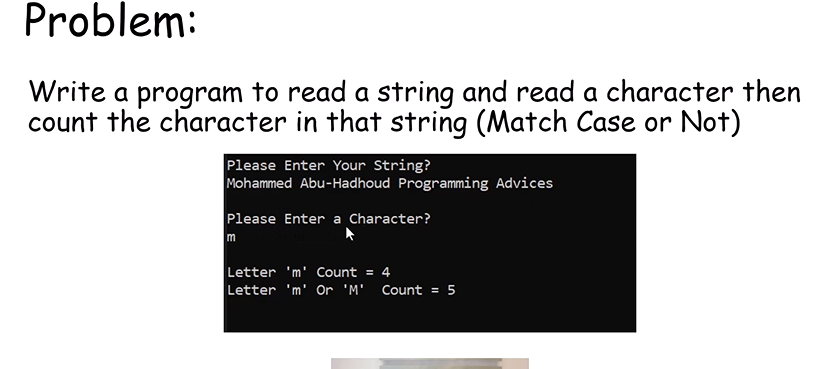 Problem:
Write a program to read a string and read a character then
count the character in that string (Match Case or Not)
Please Enter Your String?
Mohammed Abu-Hadhoud Programming Advices
Please Enter a Character?
m
Letter 'm' Count = 4
Letter 'm' Or 'M'  Count = 5